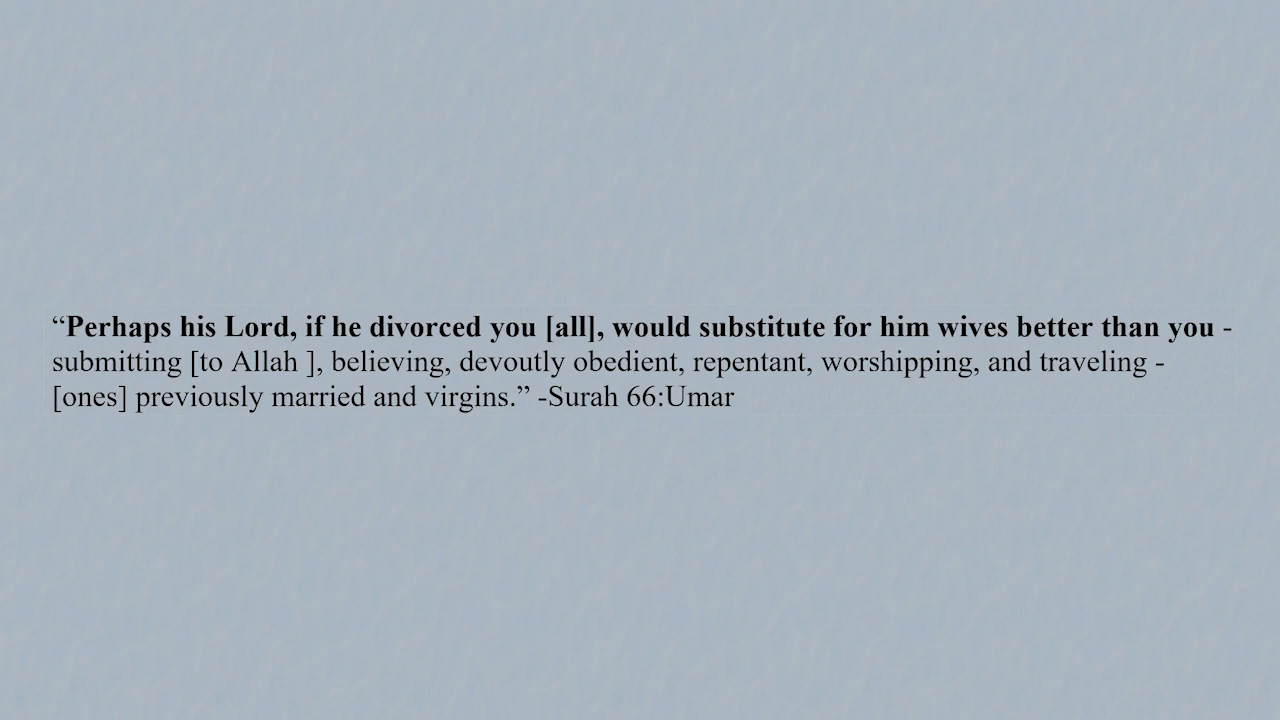 “Perhaps his Lord, if he divorced you [all], would substitute for him wives better than you -
submitting [to Allah ], believing, devoutly obedient, repentant, worshipping, and traveling -
[ones] previously married and virgins.” -Surah 66:Umar